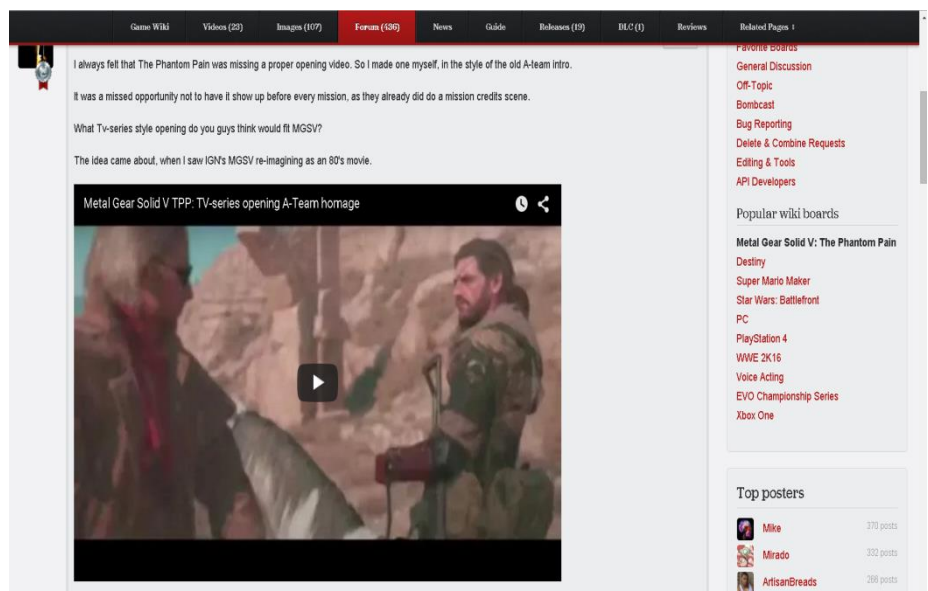 Game Wiki
Videos (23)
Images (107)
Forum (436)
News
Guide
Releases (19)
DLC (1)
Reviews
Related Pages
I always felt that The Phantom Pain was missing a proper opening video. So I made one myself, in the style of the old A-team intro.
It was a missed opportunity not to have it show up before every mission, as they already did do a mission credits scene.
What Tv-series style opening do you guys think would fit MGSV?
The idea came about, when I saw IGN's MGSV re-imagining as an 80's movie.
Metal Gear Solid V TPP: TV-series opening A-Team homage
Favorite Boards
General Discussion
Off-Topic
Bombcast
Bug Reporting
Delete & Combine Requests
Editing & Tools
API Developers
Popular wiki boards
Metal Gear Solid V: The Phantom Pain
Destiny
Super Mario Maker
Star Wars: Battlefront
PC
PlayStation 4
WWE 2K16
Voice Acting
EVO Championship Series
Xbox One
Top posters
Mike
370 posts
Mirado
332 posts
ArtisanBreads
266 posts